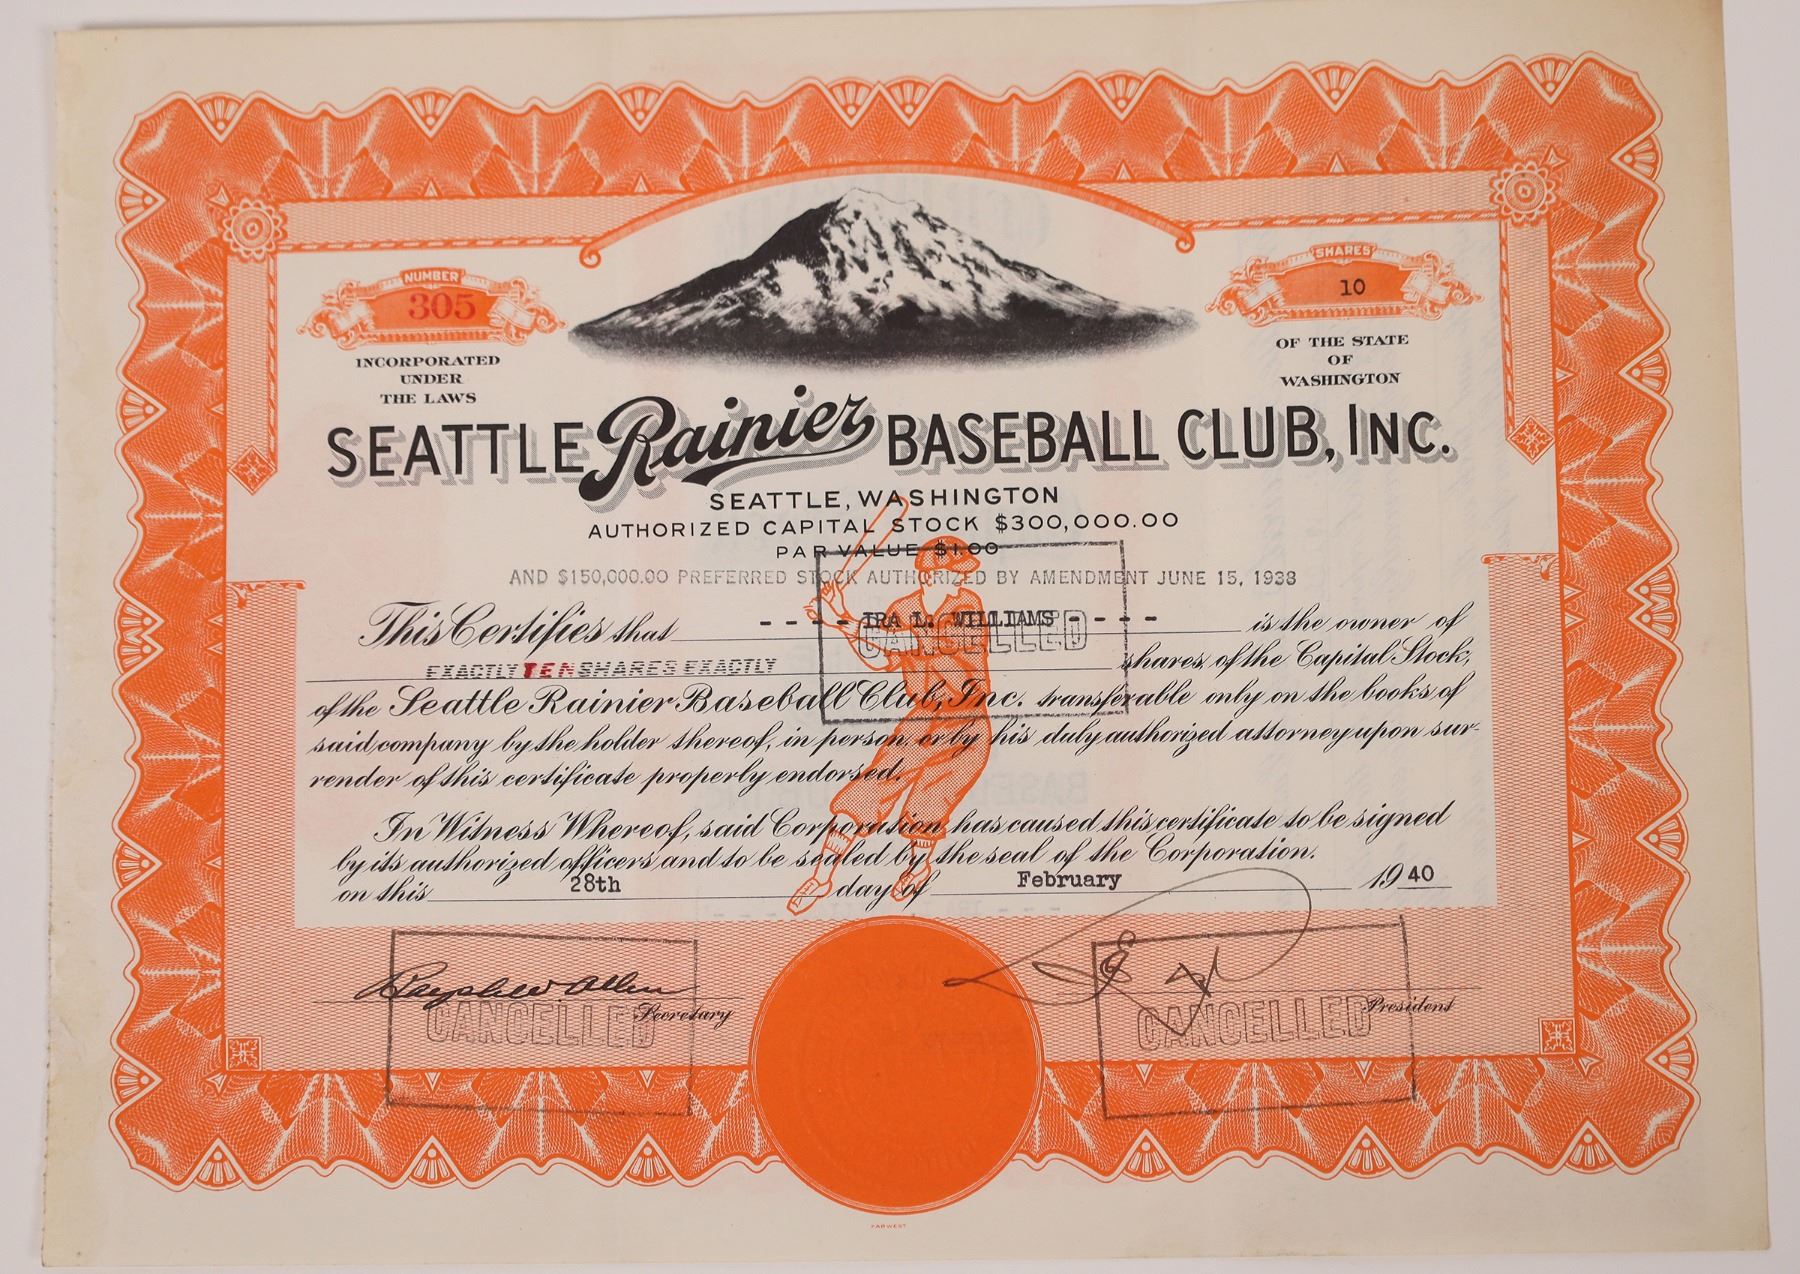 NUMBER
305
SHARES
10
INCORPORATED
UNDER
THE LAWS
OF THE STATE
OF
WASHINGTON
SEATTLE Rainier BASEBALL CLUB, INC.
SEATTLE, WASHINGTON
AUTHORIZED CAPITAL STOCK $300,000.00
PAR VALUE $1.00
AND $150,000.00 PREFERRED STOCK AUTHORIZED BY AMENDMENT JUNE 15, 1938
This Certifies that - - - - IRA L. WILLIAMS - - - - is the owner of
CANCELLED
EXACTLY TEN SHARES EXACTLY shares of the Capital Stock,
of the Seattle Rainier Baseball Club, Inc. transferable only on the books of
said company by the holder thereof, in person or by his duly authorized attorney upon sur-
render of this certificate properly endorsed.
In Witness Whereof, said Corporation has caused this certificate to be signed
by its authorized officers and to be sealed by the seal of the Corporation.
on this 28th day of February 1940
Secretary
CANCELLED
President
CANCELLED
FARWEST